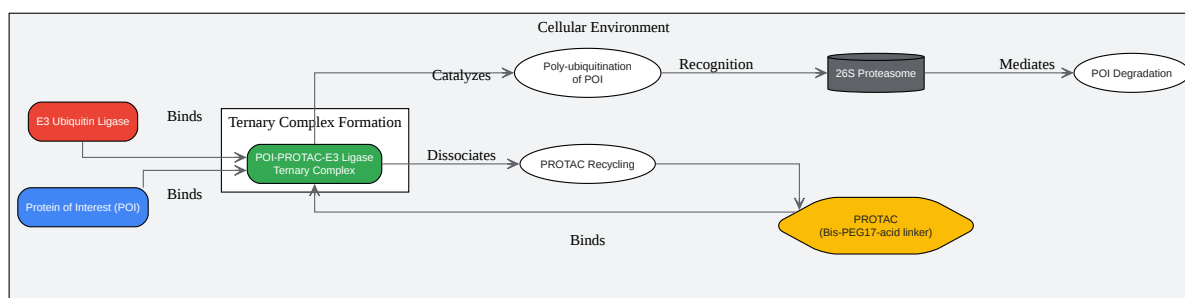 Cellular Environment
Poly-ubiquitination
of POI
Catalyzes
Recognition
26S Proteasome
Mediates
POI Degradation
E3 Ubiquitin Ligase
Binds
Ternary Complex Formation
POI-PROTAC-E3 Ligase
Ternary Complex
Dissociates
PROTAC Recycling
Protein of Interest (POI)
Binds
PROTAC
(Bis-PEG17-acid linker)
Binds